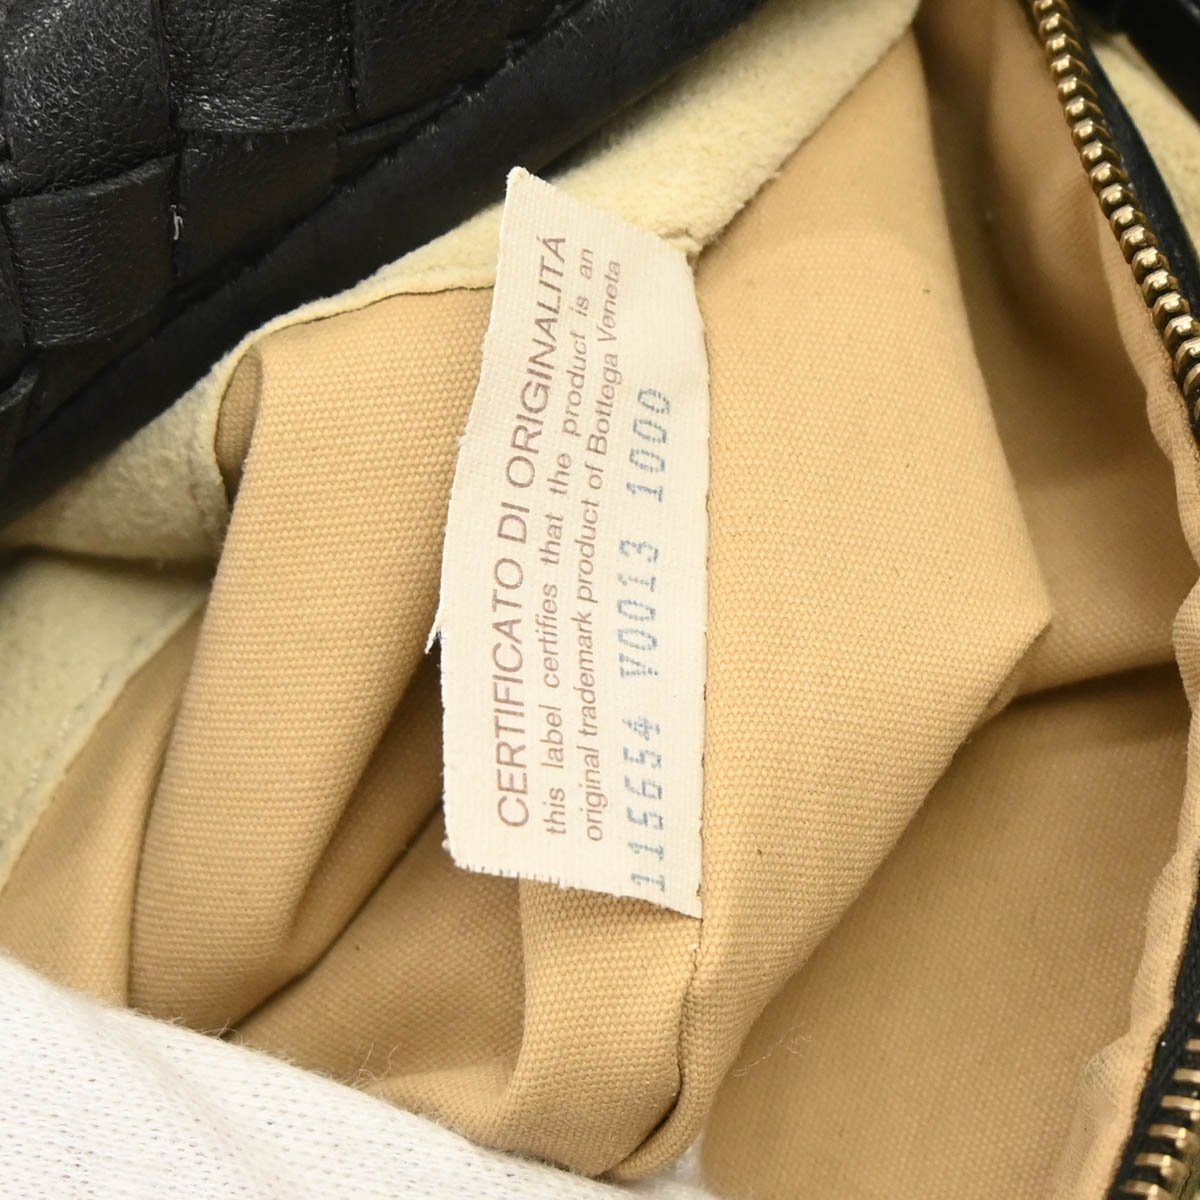 CERTIFICATO DI ORIGINALITÁ
this label certifies that the product is an
original trademark product of Bottega Veneta
115654 V0013 1000